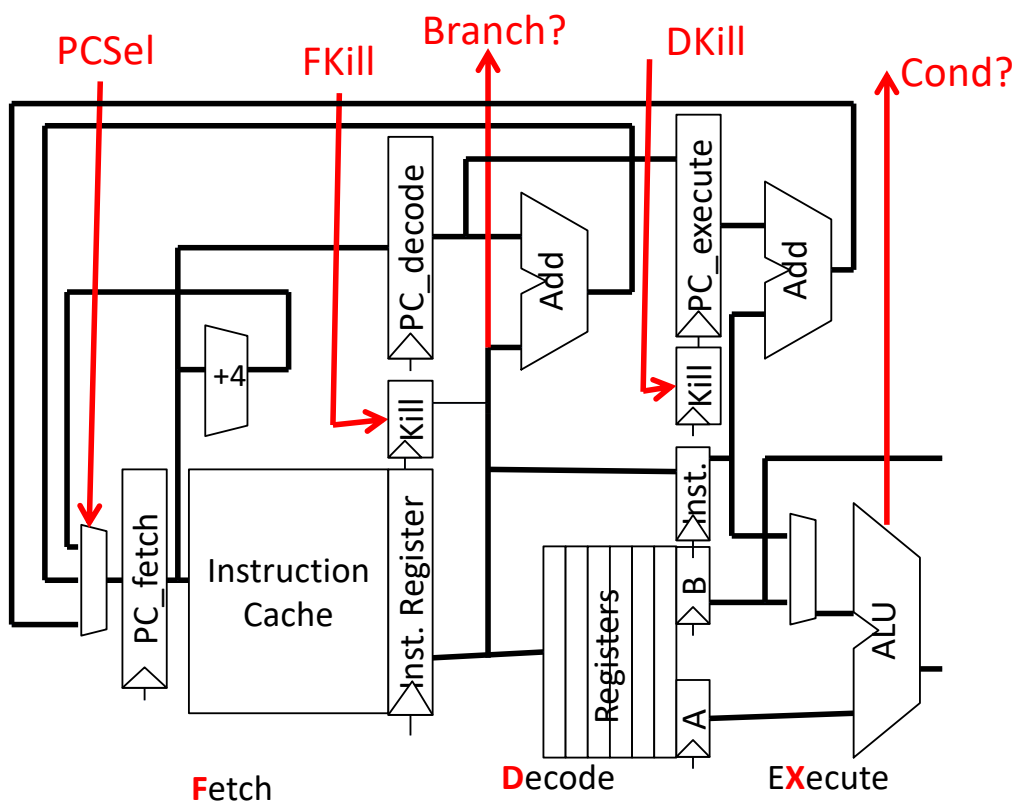 PCSel
FKill
Branch?
DKill
Cond?
PC_decode
Add
PC_execute
Add
+4
Kill
Kill
PC_fetch
Instruction
Cache
Inst. Register
Inst.
Registers
B
A
ALU
Fetch
Decode
EXecute